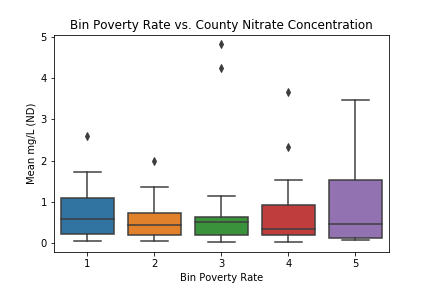 Bin Poverty Rate vs. County Nitrate Concentration
5
4
3
2
1
0
Mean mg/L (ND)
1 2 3 4 5
Bin Poverty Rate